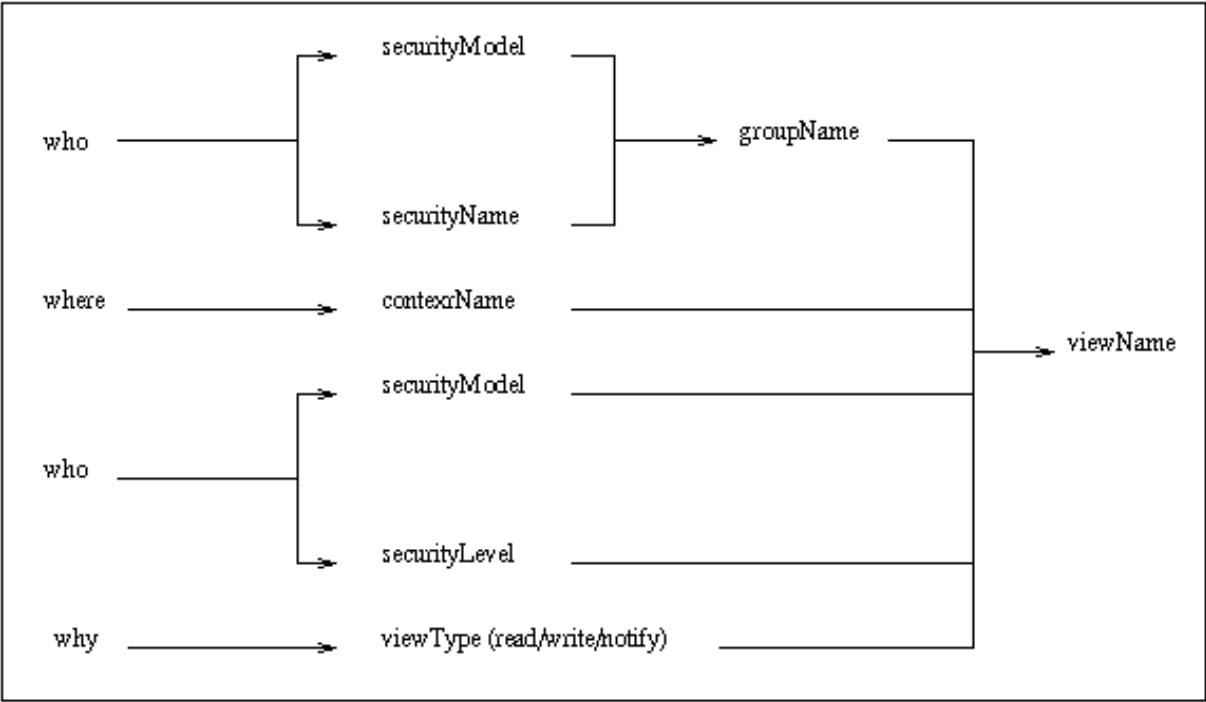 securityModel
who
groupName
securityName
where
contexrName
viewName
securityModel
who
securityLevel
why
viewType (read/write/notify)